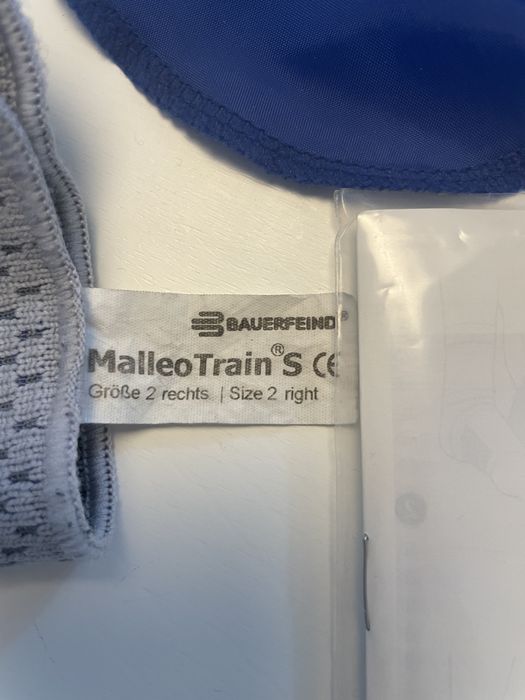 BAUERFEIND®
MalleoTrain® S CE
Größe 2 rechts | Size 2 right